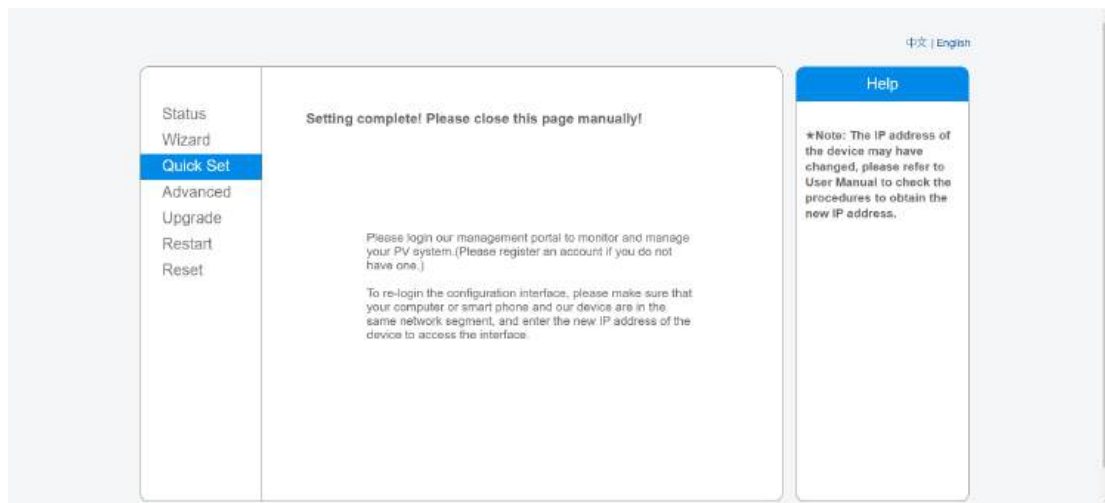 中文 | English
Status
Wizard
Quick Set
Advanced
Upgrade
Restart
Reset
Setting complete! Please close this page manually!
Please login our management portal to monitor and manage
your PV system.(Please register an account if you do not
have one.)
To re-login the configuration interface, please make sure that
your computer or smart phone and our device are in the
same network segment, and enter the new IP address of the
device to access the interface.
Help
★Note: The IP address of
the device may have
changed, please refer to
User Manual to check the
procedures to obtain the
new IP address.